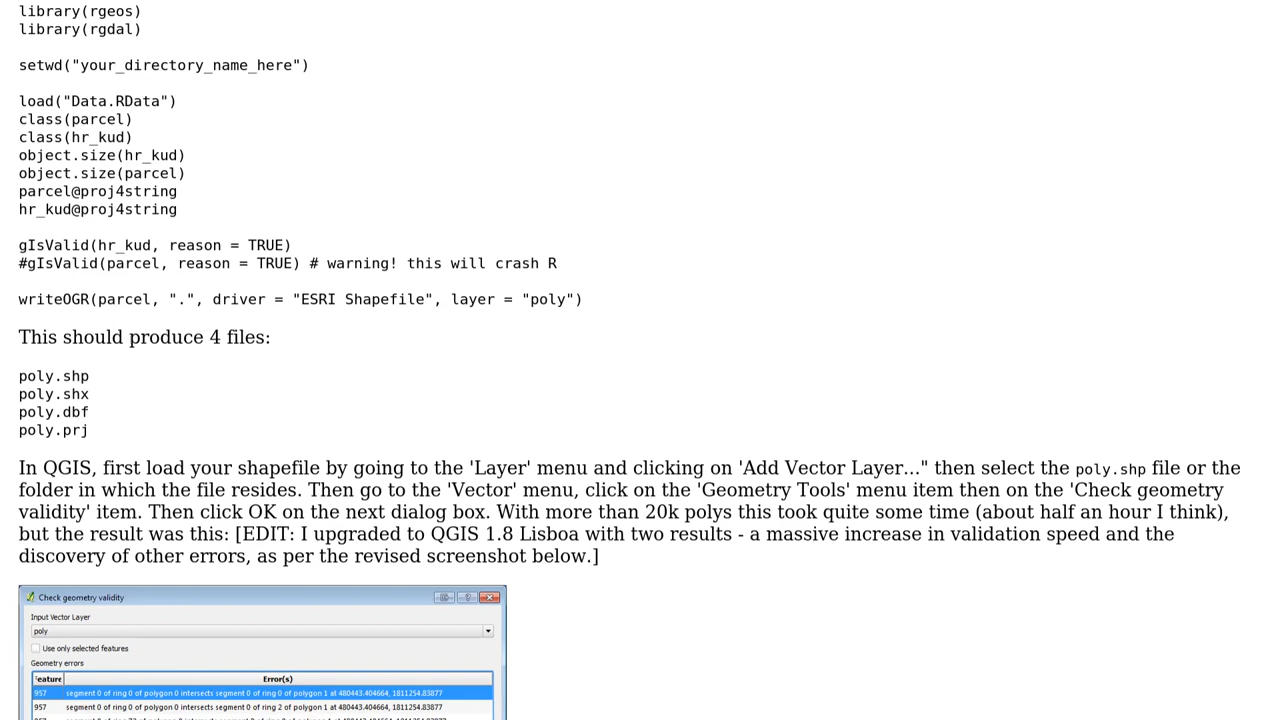 library(rgeos)
library(rgdal)
setwd("your_directory_name_here")
load("Data.RData")
class(parcel)
class(hr_kud)
object.size(hr_kud)
object.size(parcel)
parcel@proj4string
hr_kud@proj4string
gIsValid(hr_kud, reason = TRUE)
#gIsValid(parcel, reason = TRUE) # warning! this will crash R
writeOGR(parcel, ".", driver = "ESRI Shapefile", layer = "poly")
This should produce 4 files:
poly.shp
poly.shx
poly.dbf
poly.prj
In QGIS, first load your shapefile by going to the 'Layer' menu and clicking on 'Add Vector Layer..." then select the poly.shp file or the
folder in which the file resides. Then go to the 'Vector' menu, click on the 'Geometry Tools' menu item then on the 'Check geometry
validity' item. Then click OK on the next dialog box. With more than 20k polys this took quite some time (about half an hour I think),
but the result was this: [EDIT: I upgraded to QGIS 1.8 Lisboa with two results - a massive increase in validation speed and the
discovery of other errors, as per the revised screenshot below.]
Check geometry validity
Input Vector Layer
poly
Use only selected features
Geometry errors
Feature Error(s)
957 segment 0 of ring 0 of polygon 0 intersects segment 0 of ring 0 of polygon 1 at 480443.404664, 1811254.83877
957 segment 0 of ring 0 of polygon 0 intersects segment 0 of ring 2 of polygon 1 at 480443.404664, 1811254.83877